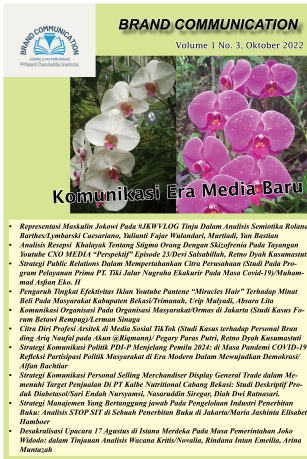 BRAND COMMUNICATION
JURNAL ILMU KOMUNIKASI
BRAND COMMUNICATION
Volume 1 No. 3, Oktober 2022
Komunikasi Era Media Baru
Representasi Maskulin Jokowi Pada #JKWVLOG Tinju Dalam Analisis Semiotika Roland
Barthes/Lymbarski Caesariano, Yulianti Fajar Wulandari, Murtiadi, Yan Bastian
Analisis Resepsi Khalayak Tentang Stigma Orang Dengan Skizofrenia Pada Tayangan
Youtube CXO MEDIA “Perspektif” Episode 23/Desi Salsabillah, Retno Dyah Kusumastuti
Strategi Public Relations Dalam Mempertahankan Citra Perusahaan (Studi Pada Pro-
gram Pelayanan Prima PT. Tiki Jalur Nugraha Ekakurir Pada Masa Covid-19)/Muham-
mad Asfian Eko. H
Pengaruh Tingkat Efektivitas Iklan Youtube Pantene “Miracles Hair” Terhadap Minat
Beli Pada Masyarakat Kabupaten Bekasi/Trimanah, Urip Mulyadi, Absara Lita
Komunikasi Organisasi Pada Organisasi Masyarakat/Ormas di Jakarta (Studi Kasus Fo-
rum Betawi Rempug)/Lerman Sinaga
Citra Diri Profesi Arsitek di Media Sosial TikTok (Studi Kasus terhadap Personal Bran
ding Ariq Naufal pada Akun @Riqmanu)/ Pegary Paras Putri, Retno Dyah Kusumastuti
Strategi Komunikasi Politik PDI-P Menjelang Pemilu 2024: di Masa Pandemi COVID-19
Refleksi Partisipasi Politik Masyarakat di Era Modern Dalam Mewujudkan Demokrasi/
Alfan Bachtiar
Strategi Komunikasi Personal Selling Merchandiser Display General Trade dalam Me-
menuhi Target Penjualan Di PT Kalbe Nutritional Cabang Bekasi: Studi Deskriptif Pro-
duk Diabetasol/Sari Endah Nursyamsi, Nasaruddin Siregar, Diah Dwi Ratnasari.
Strategi Manajemen Yang Bertanggung jawab Pada Pengelolaan Industri Penerbitan
Buku: Analisis STOP SIT di Sebuah Penerbitan Buku di Jakarta/Maria Jashinta Elisabet
Hamboer
Desakralisasi Upacara 17 Agustus di Istana Merdeka Pada Masa Pemerintahan Joko
Widodo: dalam Tinjauan Analisis Wacana Kritis/Novalia, Rindana Intan Emeilia, Arina
Muntazah